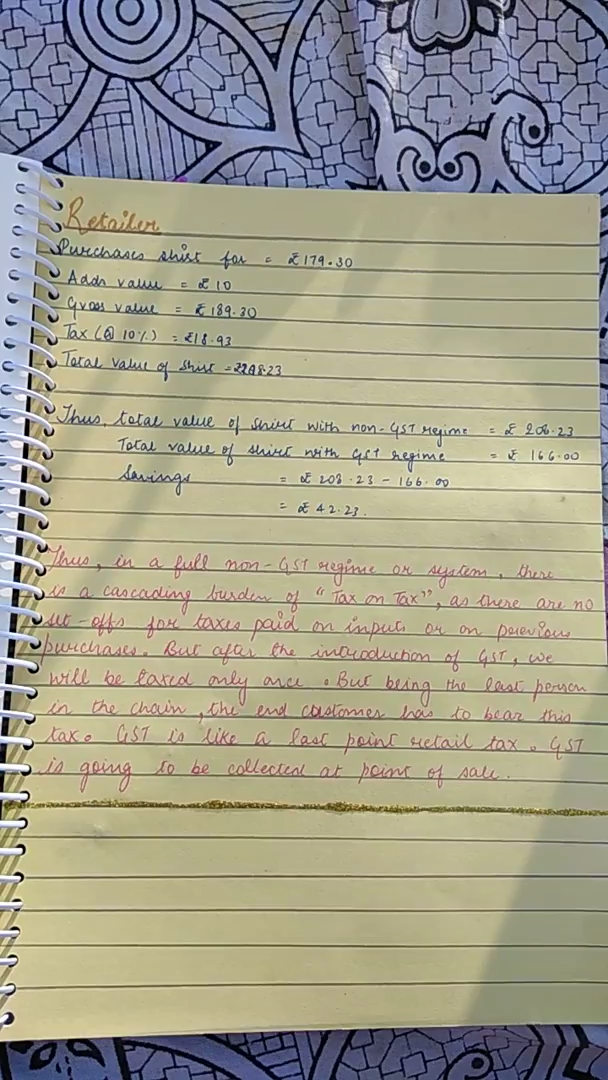 Retailer
Purchases shirt for = ₹179.30
Adds value = ₹10
Gross value = ₹189.30
Tax (@ 10%) = ₹18.93
Total value of shirt =
Thus, total value of shirt with non-GST regime = ₹ 208.23
Total value of shirt with GST regime = ₹ 166.00
Savings = ₹ 208.23 - 166.00
= ₹ 42.23.
Thus, in a full non-GST regime or system, there
is a cascading burden of "Tax on Tax", as there are no
set-offs for taxes paid on inputs or on previous
purchases. But after the introduction of GST, we
will be taxed only once. But being the last person
in the chain, the end customer has to bear this
tax. GST is like a last point retail tax. GST
is going to be collected at point of sale.